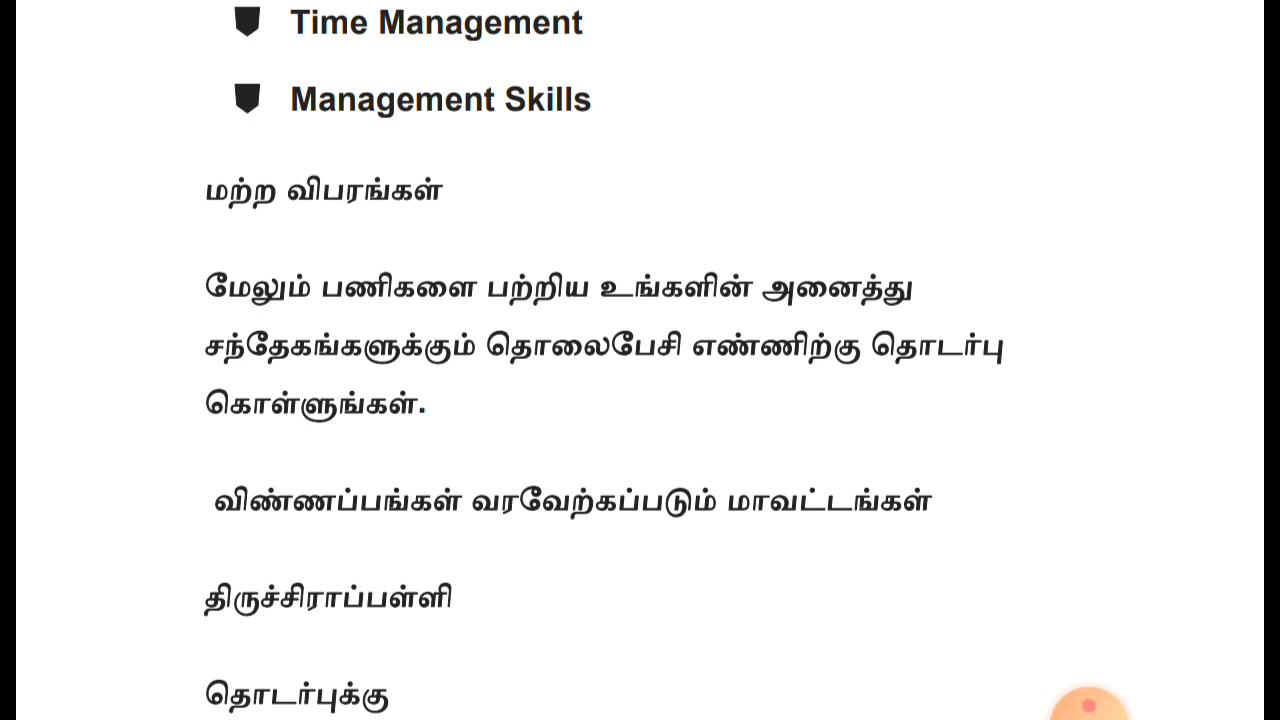 Time Management
Management Skills
மற்ற விபரங்கள்
மேலும் பணிகளை பற்றிய உங்களின் அனைத்து
சந்தேகங்களுக்கும் தொலைபேசி எண்ணிற்கு தொடர்பு
கொள்ளுங்கள்.
விண்ணப்பங்கள் வரவேற்கப்படும் மாவட்டங்கள்
திருச்சிராப்பள்ளி
தொடர்புக்கு